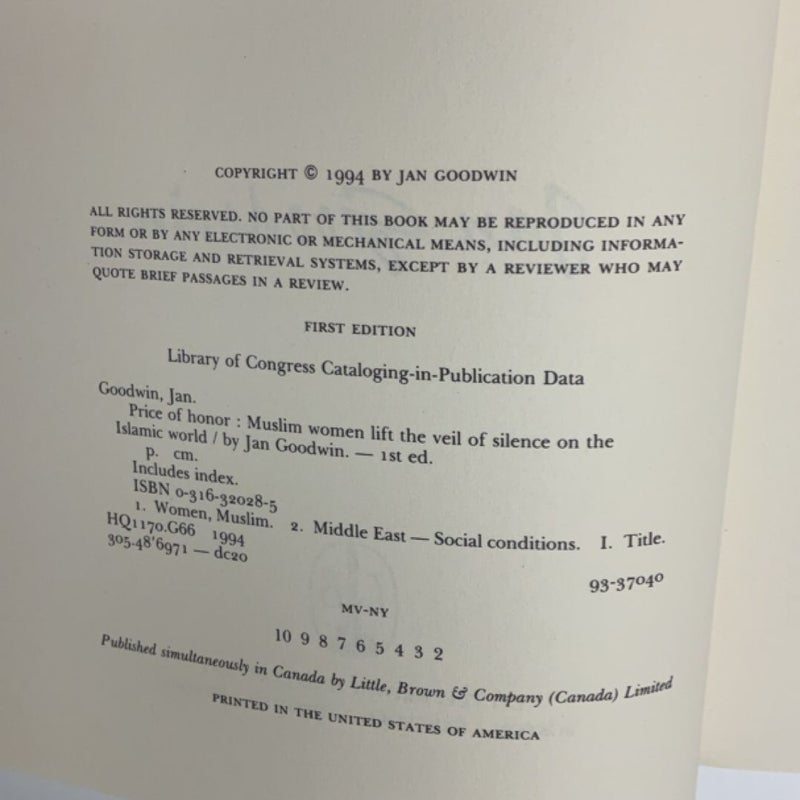 COPYRIGHT © 1994 BY JAN GOODWIN
ALL RIGHTS RESERVED. NO PART OF THIS BOOK MAY BE REPRODUCED IN ANY
FORM OR BY ANY ELECTRONIC OR MECHANICAL MEANS, INCLUDING INFORMA-
TION STORAGE AND RETRIEVAL SYSTEMS, EXCEPT BY A REVIEWER WHO MAY
QUOTE BRIEF PASSAGES IN A REVIEW.
FIRST EDITION
Library of Congress Cataloging-in-Publication Data
Goodwin, Jan.
Price of honor : Muslim women lift the veil of silence on the
Islamic world / by Jan Goodwin. — 1st ed.
p. cm.
Includes index.
ISBN 0-316-32028-5
1. Women, Muslim. 2. Middle East — Social conditions. I. Title.
HQ1170.G66 1994
305.48'6971 — dc20
93-37040
MV-NY
10 9 8 7 6 5 4 3 2
Published simultaneously in Canada by Little, Brown & Company (Canada) Limited
PRINTED IN THE UNITED STATES OF AMERICA